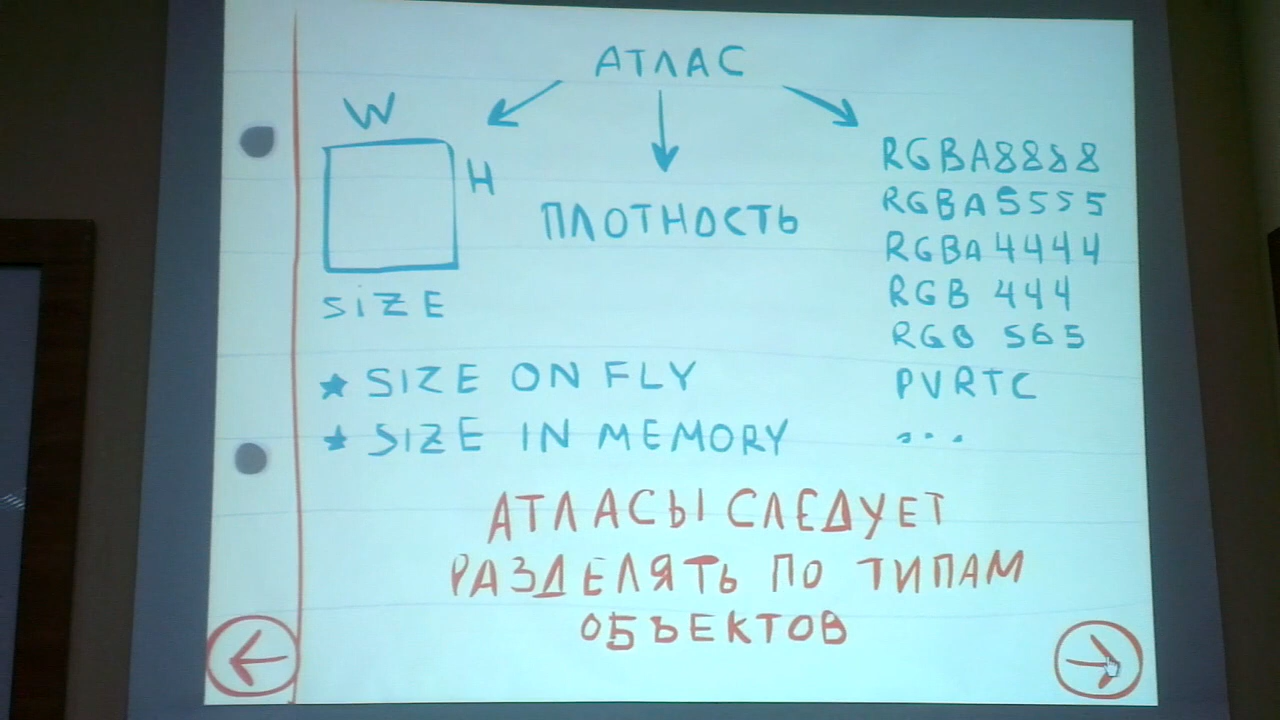 АТЛАС
W
H
SIZE
ПЛОТНОСТЬ
RGBA8888
RGBA5555
RGBA4444
RGB 444
RGB 565
PVRTC
...
★ SIZE ON FLY
★ SIZE IN MEMORY
АТЛАСЫ СЛЕДУЕТ
РАЗДЕЛЯТЬ ПО ТИПАМ
ОБЪЕКТОВ